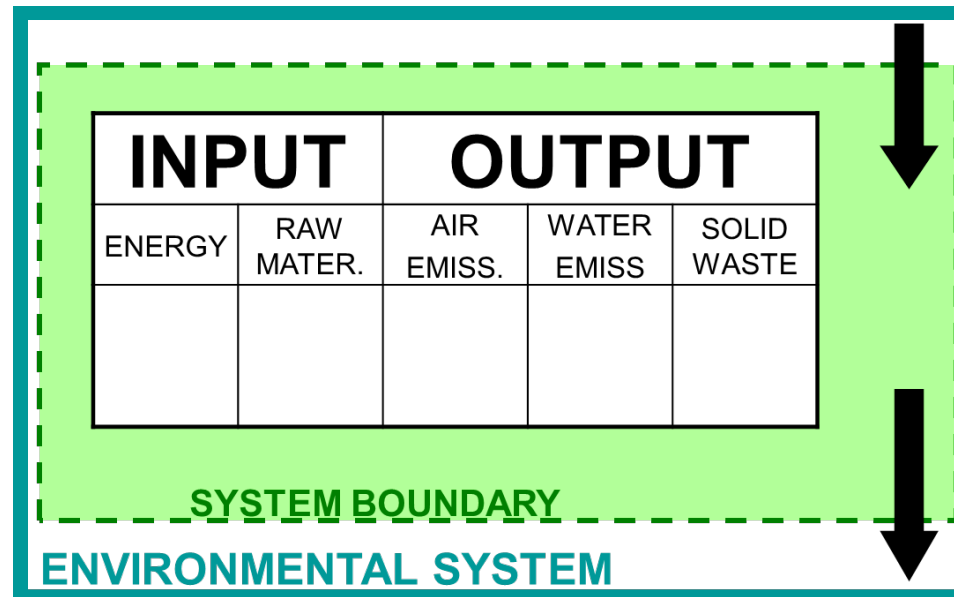 INPUT OUTPUT
ENERGY RAW MATER. AIR EMISS. WATER EMISS SOLID WASTE
SYSTEM BOUNDARY
ENVIRONMENTAL SYSTEM